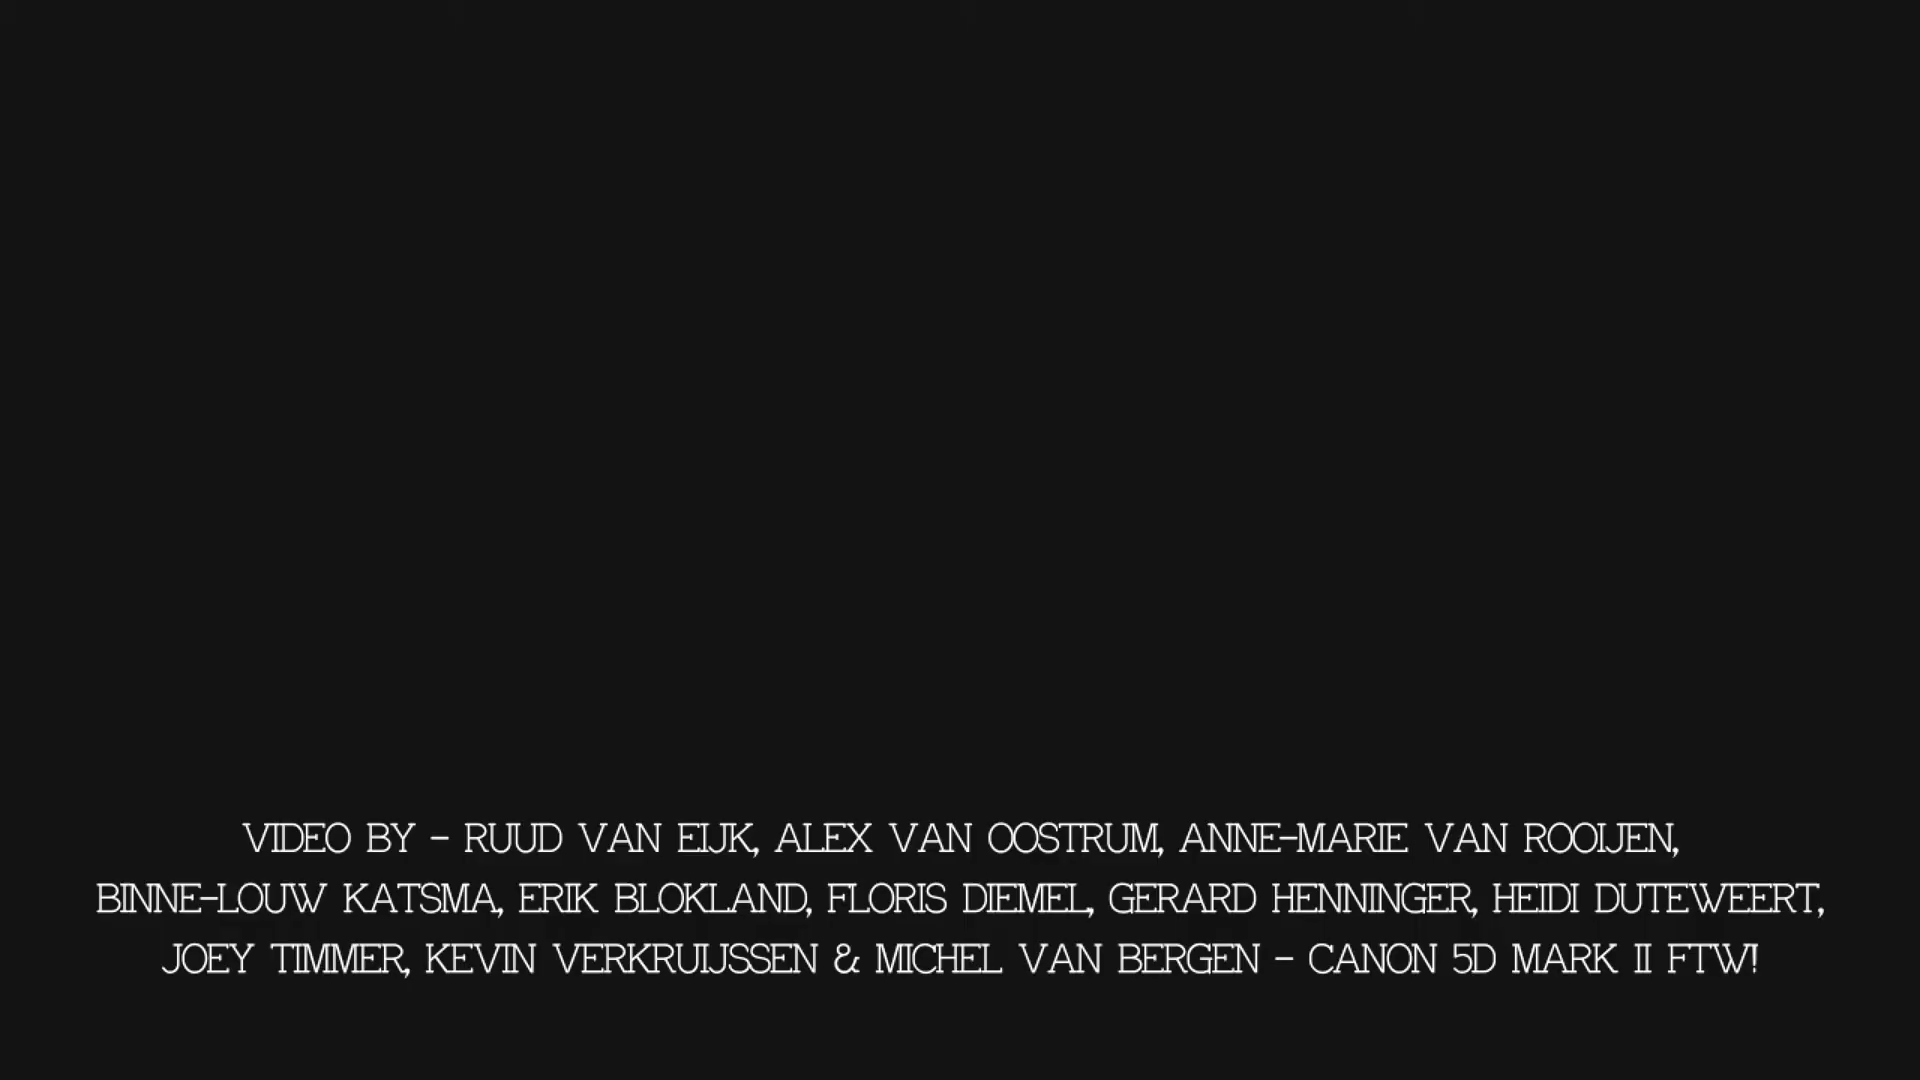 VIDEO BY - RUUD VAN EIJK, ALEX VAN OOSTRUM, ANNE-MARIE VAN ROOIJEN,
BINNE-LOUW KATSMA, ERIK BLOKLAND, FLORIS DIEMEL, GERARD HENNINGER, HEIDI DUTEWEERT,
JOEY TIMMER, KEVIN VERKRUIJSSEN & MICHEL VAN BERGEN - CANON 5D MARK II FTW!